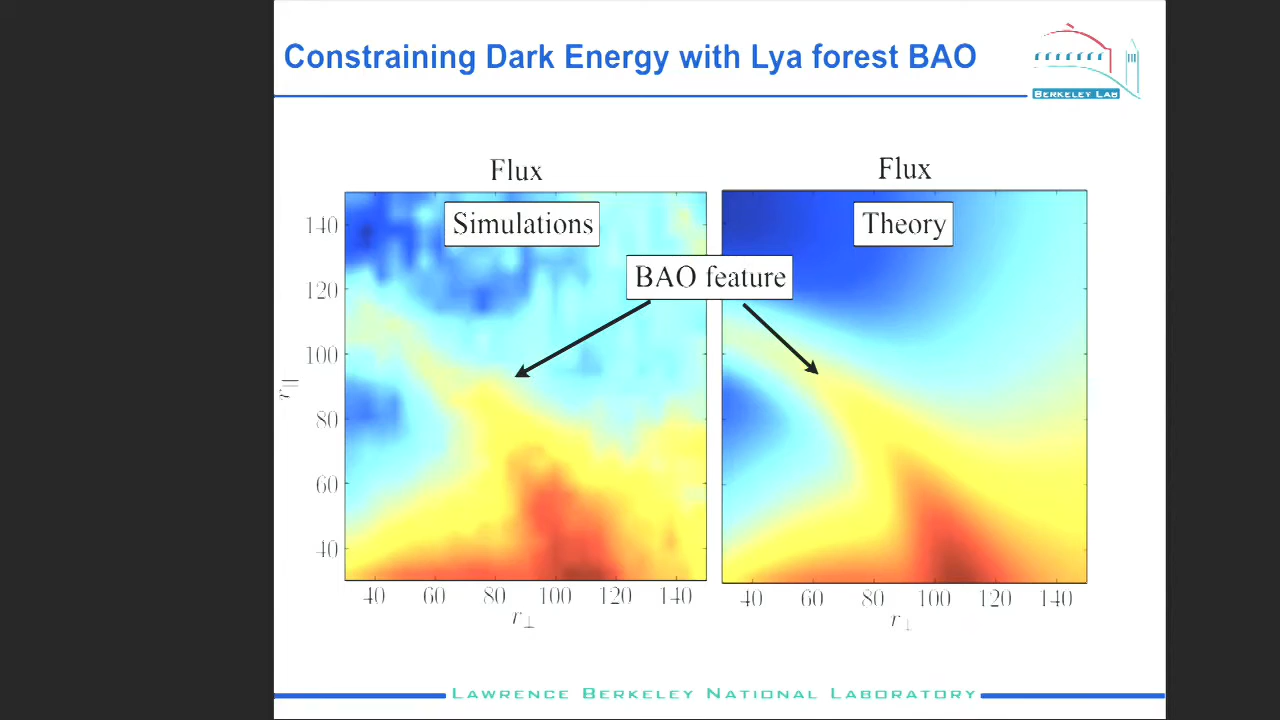 Constraining Dark Energy with Lya forest BAO
BERKELEY LAB
Flux
Flux
Simulations
Theory
BAO feature
140
120
100
80
60
40
r∥
40 60 80 100 120 140
40 60 80 100 120 140
r⊥
r⊥
LAWRENCE BERKELEY NATIONAL LABORATORY